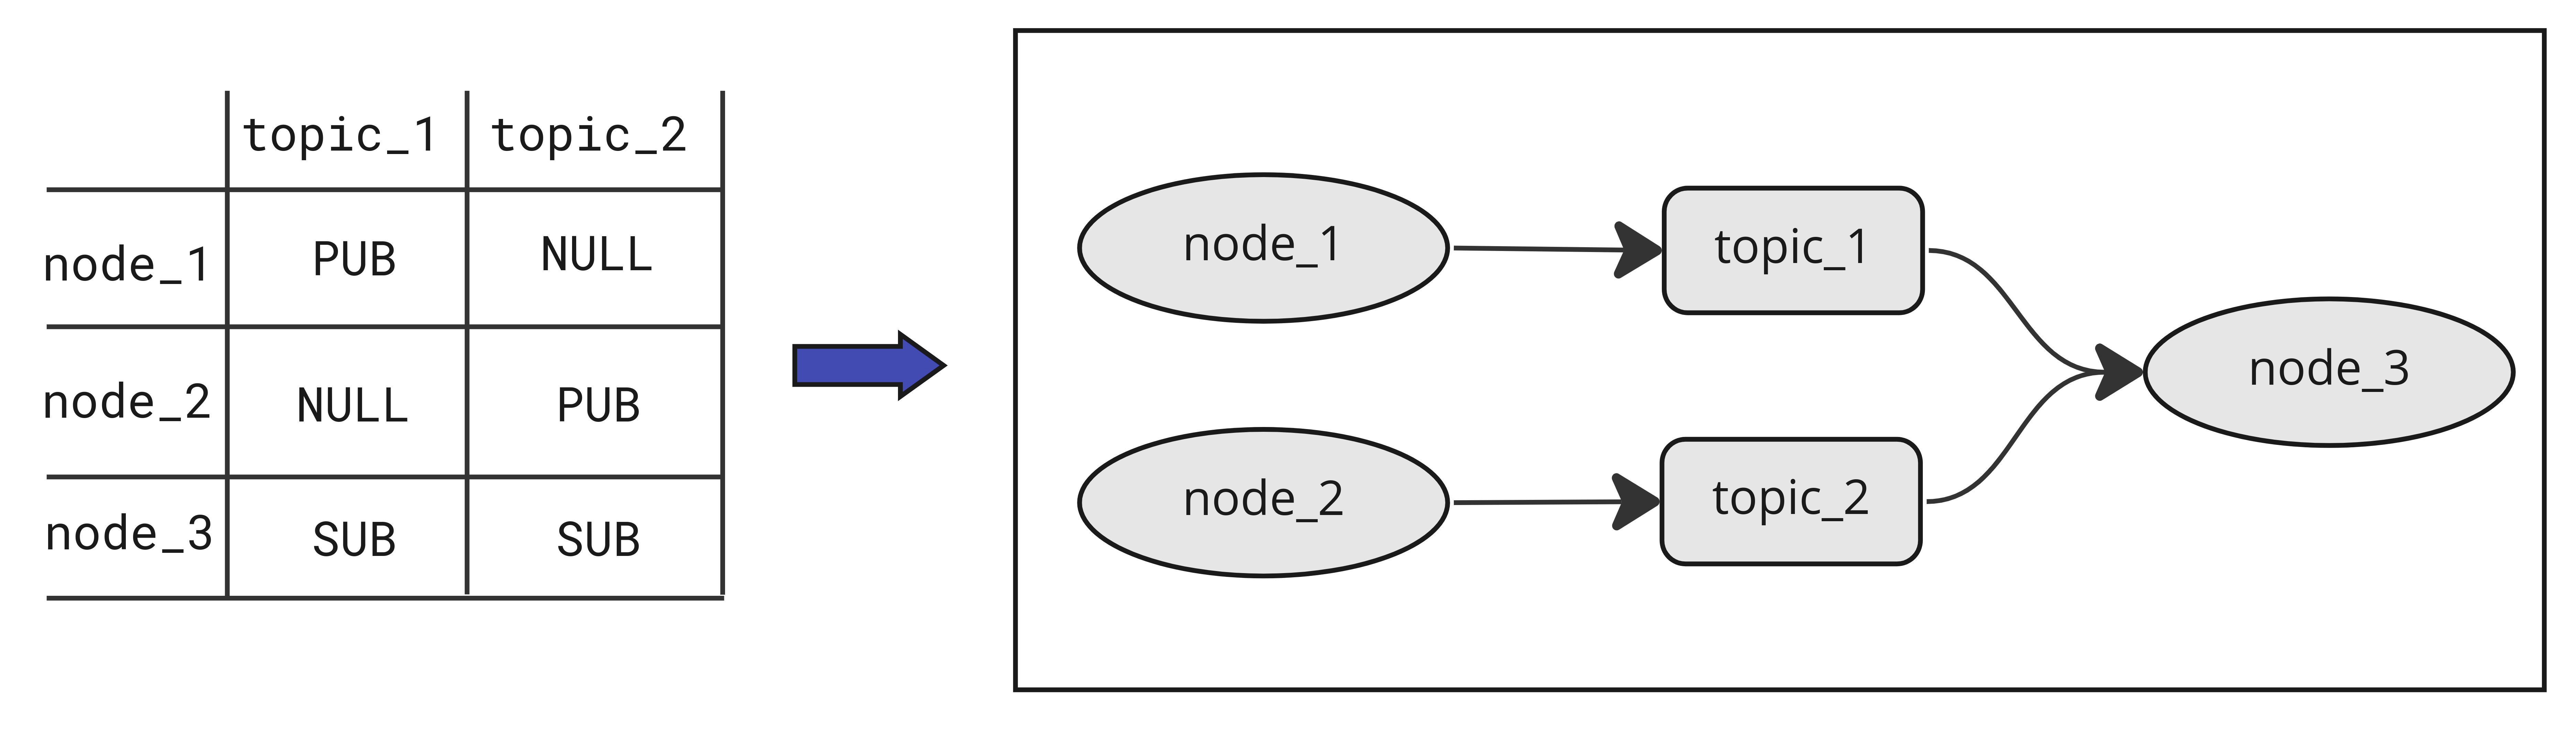 topic_1 topic_2
node_1 PUB NULL
node_2 NULL PUB
node_3 SUB SUB
node_1
topic_1
node_2
topic_2
node_3